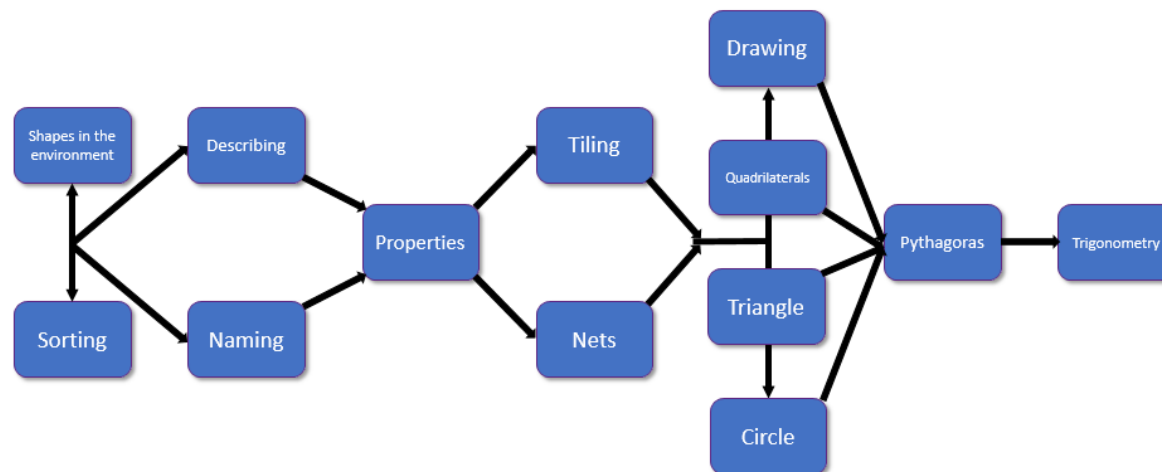 Drawing
Shapes in the
environment
Describing
Tiling
Quadrilaterals
Properties
Pythagoras
Trigonometry
Sorting
Naming
Nets
Triangle
Circle